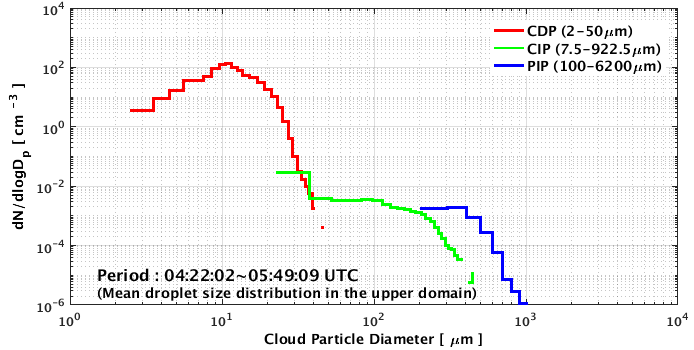 10^4
10^2
10^0
10^-2
10^-4
10^-6
dN/dlogD_p [ cm^-3 ]
CDP (2-50μm)
CIP (7.5-922.5μm)
PIP (100-6200μm)
Period : 04:22:02~05:49:09 UTC
(Mean droplet size distribution in the upper domain)
10^0 10^1 10^2 10^3 10^4
Cloud Particle Diameter [ μm ]